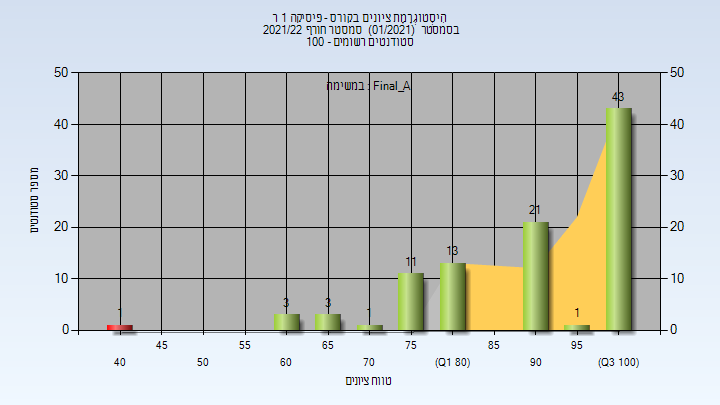 היסטוגרמת ציונים בקורס - פיסיקה 1 ר
בסמסטר (01/2021) סמסטר חורף 2021/22
סטודנטים רשומים - 100
במשימה : Final_A
מספר סטודנטים
50 50
40 40
30 30
20 20
10 10
0 0
1 3 3 1 11 13 21 1 43
40 45 50 55 60 65 70 75 (Q1 80) 85 90 95 (Q3 100)
טווח ציונים